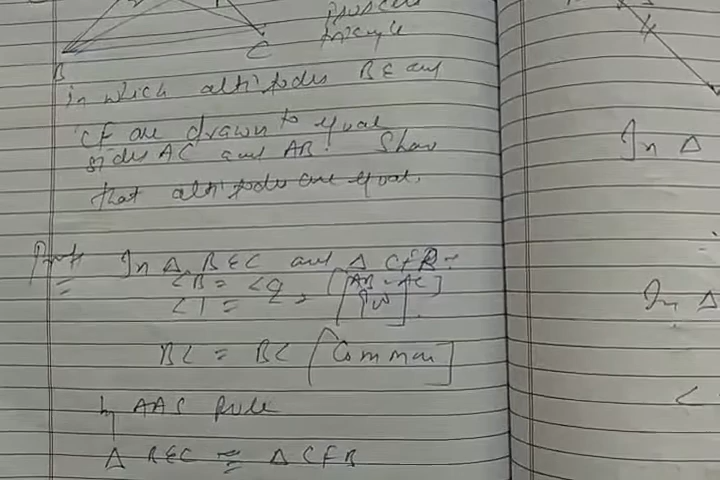 Triangle
B
C
in which altitudes BE and
CF are drawn to equal
sides AC and AB. Show
that altitudes are equal.
Proof In Δ BEC and Δ CFB -
∠B = ∠C, [AB = AC]
∠1 = ∠2
BC = BC [Common]
by AAS Rule
Δ BEC ≅ Δ CFB
4
In Δ
In Δ
<